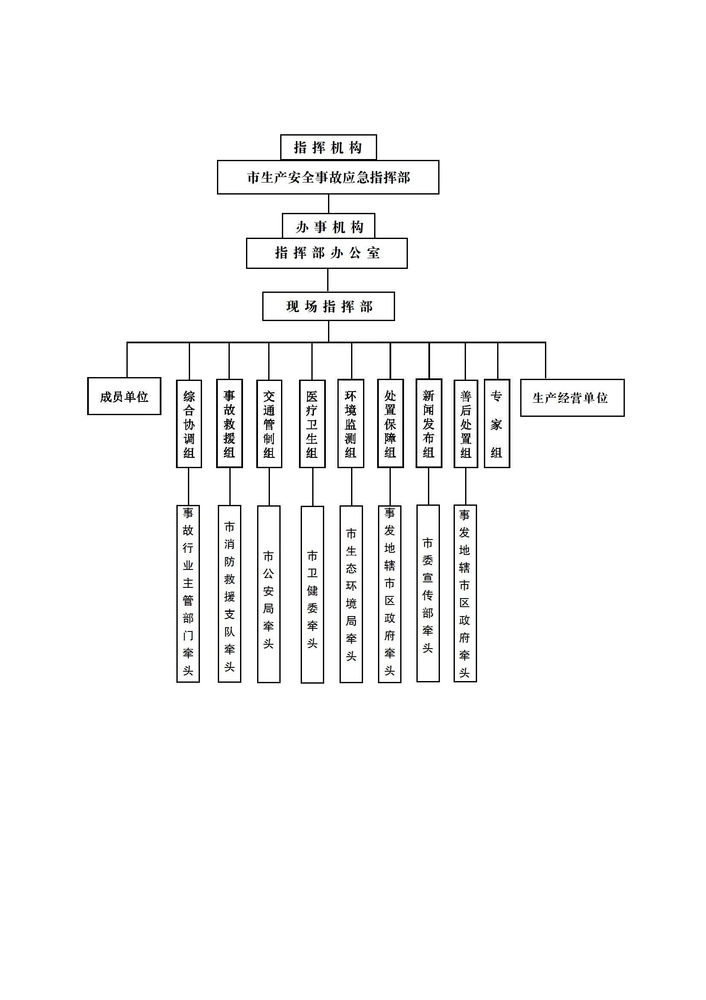 指挥机构
市生产安全事故应急指挥部
办事机构
指挥部办公室
现场指挥部
成员单位
综合协调组
事故救援组
交通管制组
医疗卫生组
环境监测组
处置保障组
新闻发布组
善后处置组
专家组
生产经营单位
事故行业主管部门牵头
市消防救援支队牵头
市公安局牵头
市卫健委牵头
市生态环境局牵头
事发地辖市区政府牵头
市委宣传部牵头
事发地辖市区政府牵头